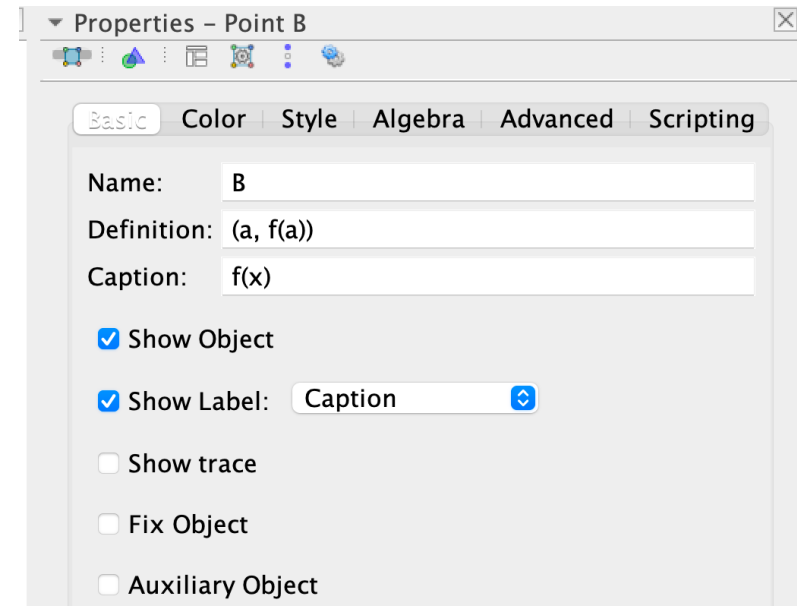 Properties – Point B
Basic Color Style Algebra Advanced Scripting
Name: B
Definition: (a, f(a))
Caption: f(x)
Show Object
Show Label: Caption
Show trace
Fix Object
Auxiliary Object